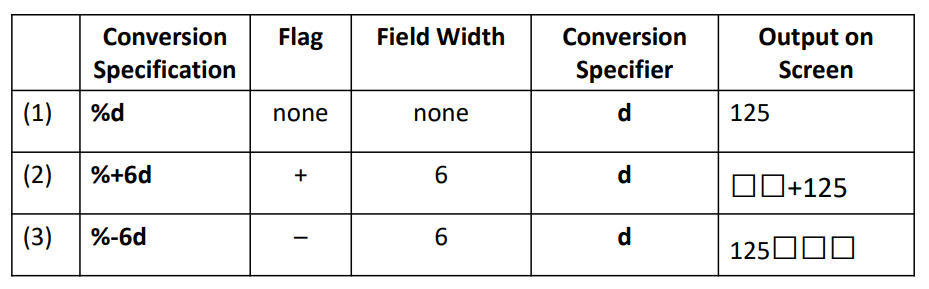 Conversion Specification Flag Field Width Conversion Specifier Output on Screen
(1) %d none none d 125
(2) %+6d + 6 d □□+125
(3) %-6d – 6 d 125□□□